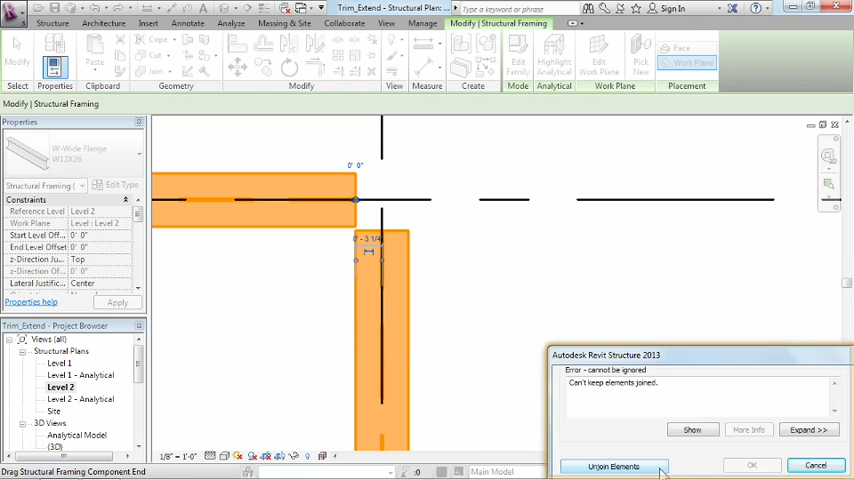 Trim_Extend - Structural Plan:
Type a keyword or phrase
Sign In
Structure
Architecture
Insert
Annotate
Analyze
Massing & Site
Collaborate
View
Manage
Modify | Structural Framing
Modify
Properties
Paste
Cope
Cut
Join
Edit
Family
Highlight
Analytical
Edit
Work Plane
Pick
New
Face
Work Plane
Select
Properties
Clipboard
Geometry
Modify
View
Measure
Create
Mode
Analytical
Work Plane
Placement
Modify | Structural Framing
Properties
W-Wide Flange
W12X26
Structural Framing (
Edit Type
Constraints
Reference Level
Level 2
Work Plane
Level : Level 2
Start Level Off...
0' 0"
End Level Offset
0' 0"
z-Direction Ju...
Top
z-Direction Of...
0' 0"
Lateral Justific...
Center
Properties help
Apply
Trim_Extend - Project Browser
Views (all)
Structural Plans
Level 1
Level 1 - Analytical
Level 2
Level 2 - Analytical
Site
3D Views
Analytical Model
{3D}
0' 0"
0' - 3 1/4"
Autodesk Revit Structure 2013
Error - cannot be ignored
Can't keep elements joined.
Show
More Info
Expand >>
Unjoin Elements
OK
Cancel
1/8" = 1'-0"
Drag Structural Framing Component End
:0
Main Model